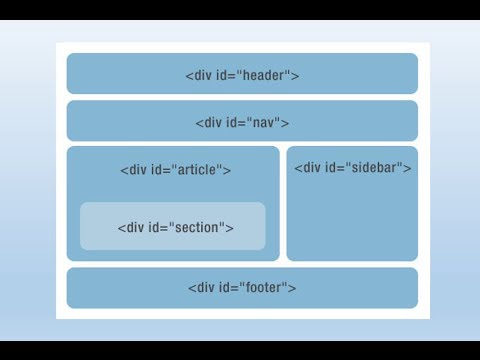 <div id="header">
<div id="nav">
<div id="article">
<div id="sidebar">
<div id="section">
<div id="footer">